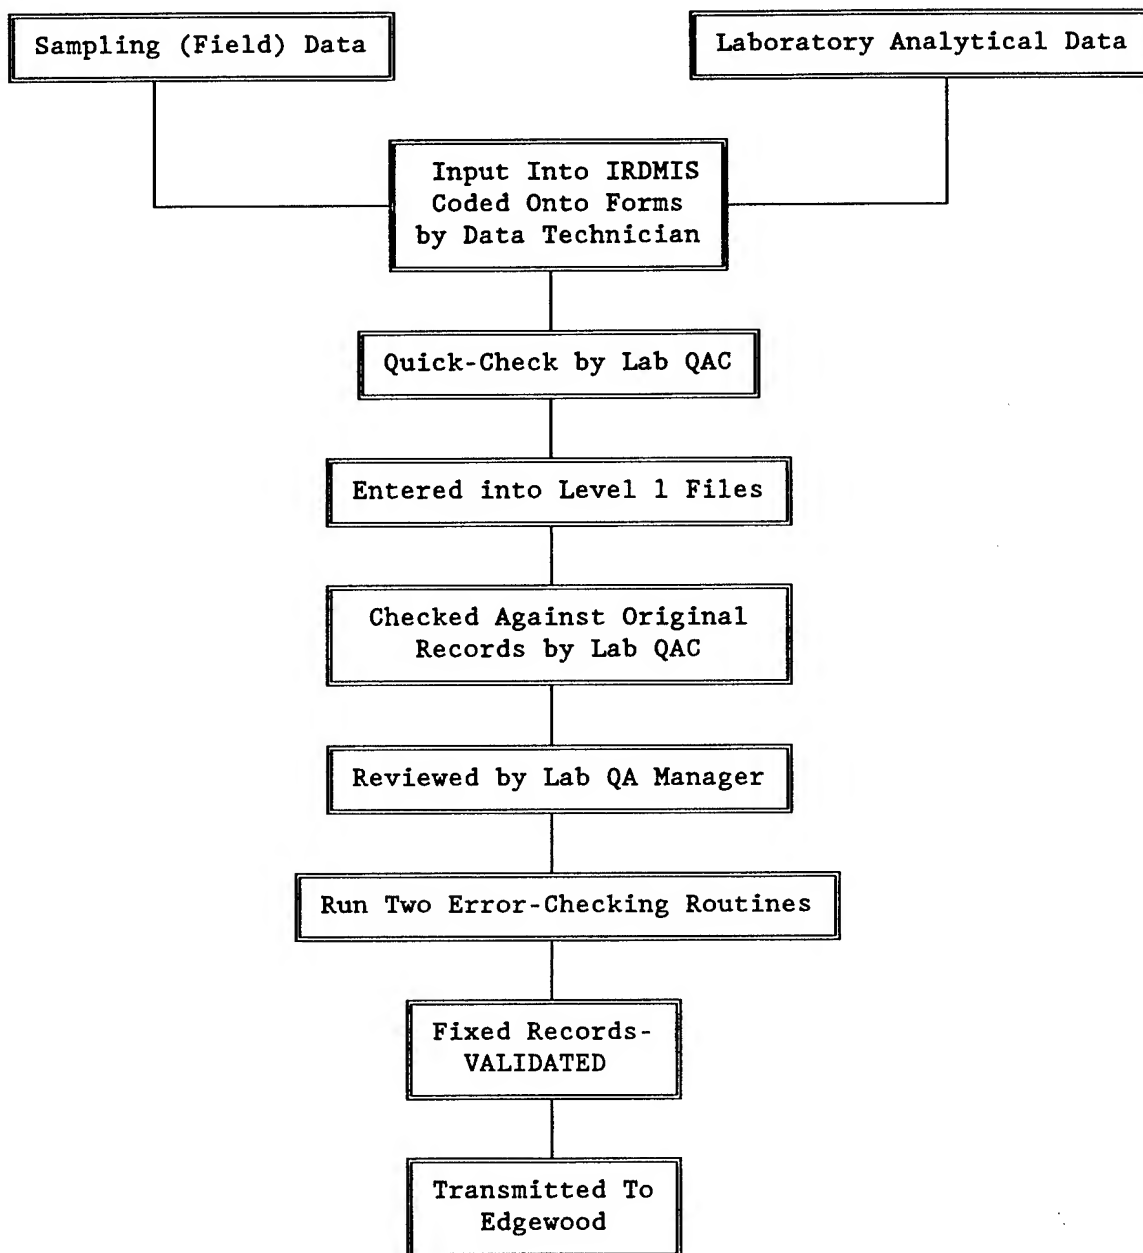 Sampling (Field) Data
Laboratory Analytical Data
Input Into IRDMIS
Coded Onto Forms
by Data Technician
Quick-Check by Lab QAC
Entered into Level 1 Files
Checked Against Original
Records by Lab QAC
Reviewed by Lab QA Manager
Run Two Error-Checking Routines
Fixed Records-
VALIDATED
Transmitted To
Edgewood